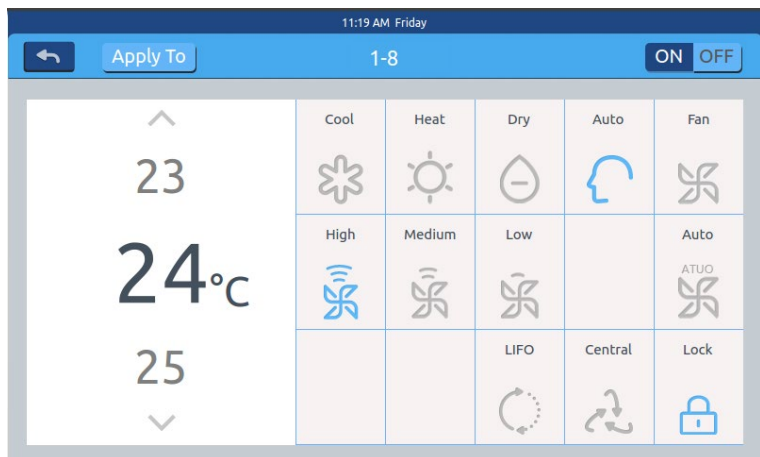 11:19 AM Friday
Apply To
1-8
ON OFF
23
24°C
25
Cool Heat Dry Auto Fan
High Medium Low Auto
ATUO
LIFO Central Lock